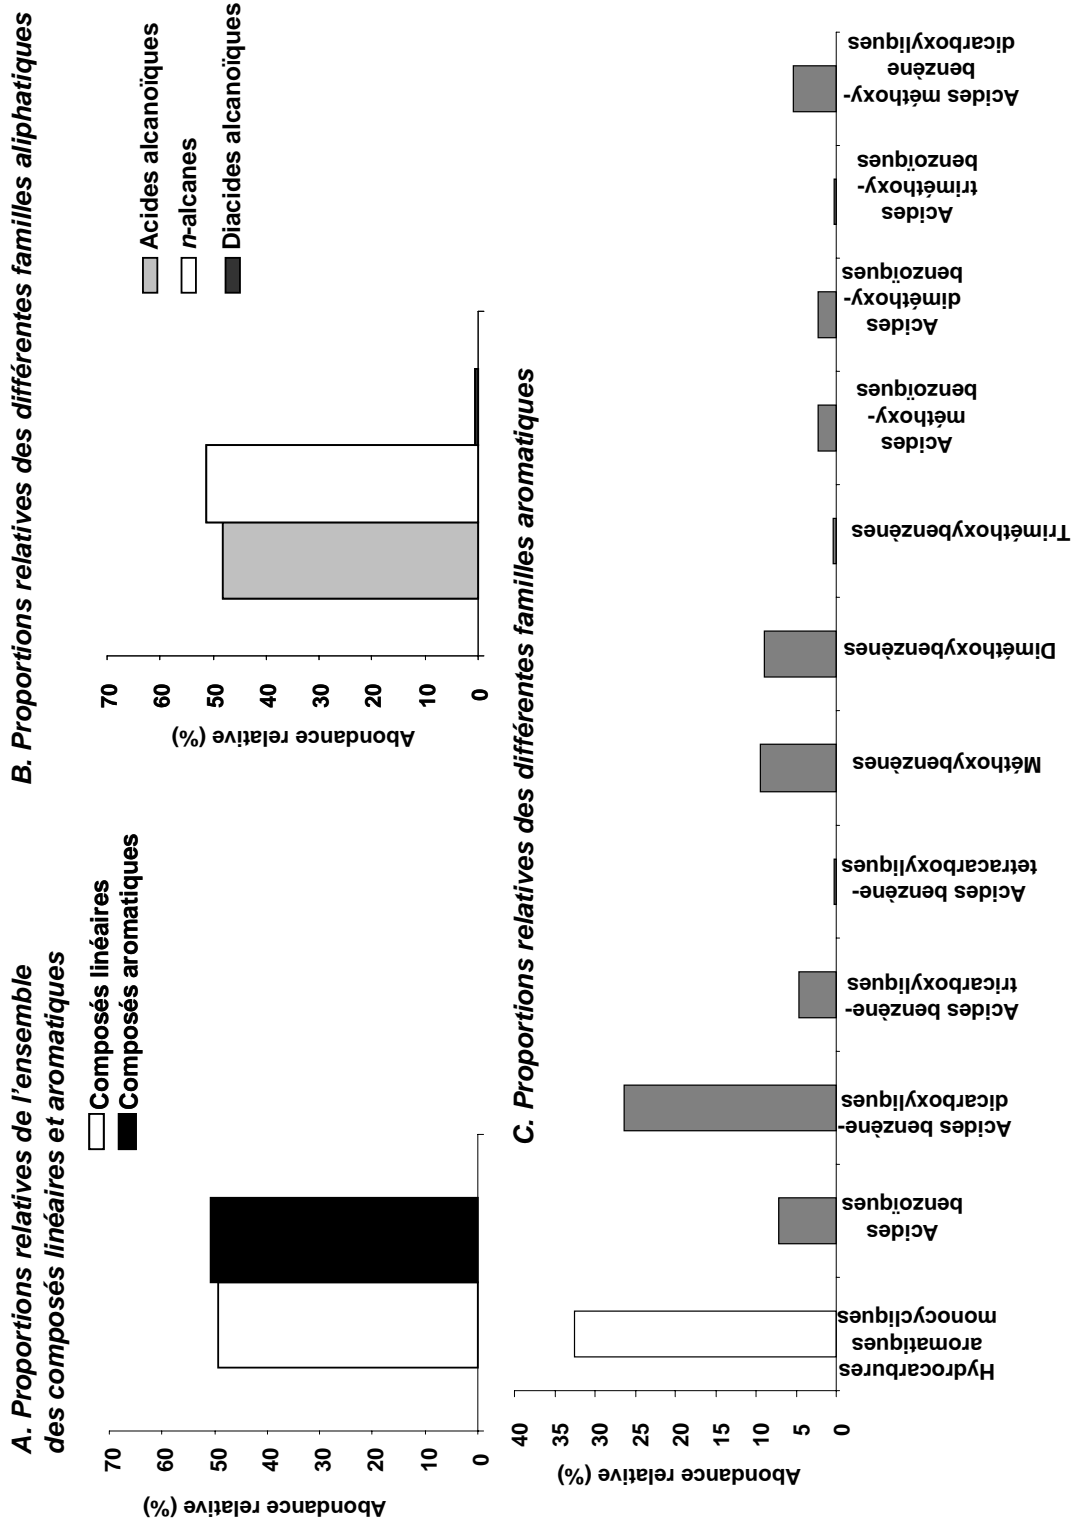 A. Proportions relatives de l'ensemble
des composés linéaires et aromatiques
Composés linéaires
Composés aromatiques
Abondance relative (%)
70
60
50
40
30
20
10
0
B. Proportions relatives des différentes familles aliphatiques
Acides alcanoïques
n-alcanes
Diacides alcanoïques
Abondance relative (%)
70
60
50
40
30
20
10
0
C. Proportions relatives des différentes familles aromatiques
Abondance relative (%)
40
35
30
25
20
15
10
5
0
Hydrocarbures
aromatiques
monocycliques
Acides
benzoïques
Acides benzène-
dicarboxyliques
Acides benzène-
tricarboxyliques
Acides benzène-
tetracarboxyliques
Méthoxybenzènes
Diméthoxybenzènes
Triméthoxybenzènes
Acides
méthoxy-
benzoïques
Acides
diméthoxy-
benzoïques
Acides
triméthoxy-
benzoïques
Acides méthoxy-
benzène
dicarboxyliques